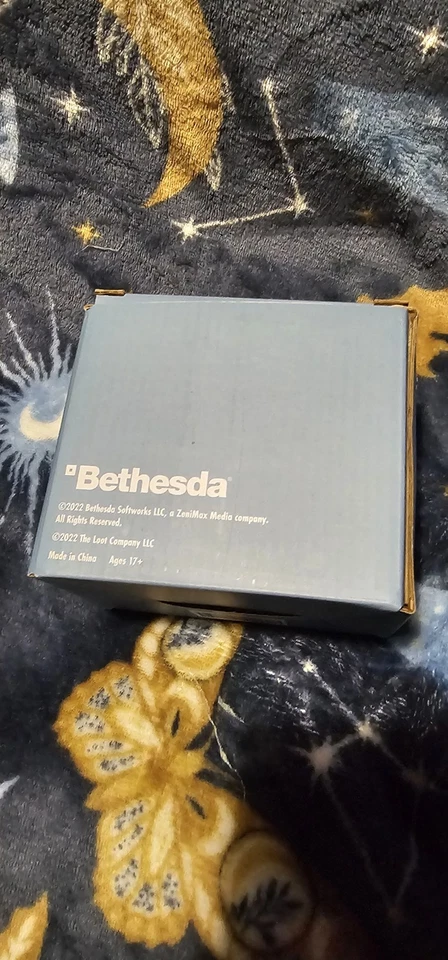 Bethesda®
©2022 Bethesda Softworks LLC, a ZeniMax Media company.
All Rights Reserved.
©2022 The Loot Company LLC
Made in China Ages 17+